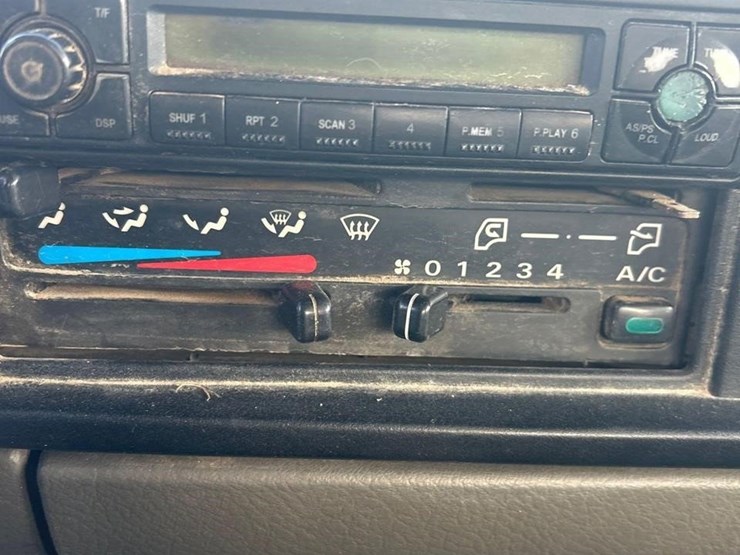 T/F
TUNE
USE
DSP
SHUF 1
RPT 2
SCAN 3
4
P.MEM 5
P.PLAY 6
AS/PS
P.CL
LOUD
0 1 2 3 4
A/C